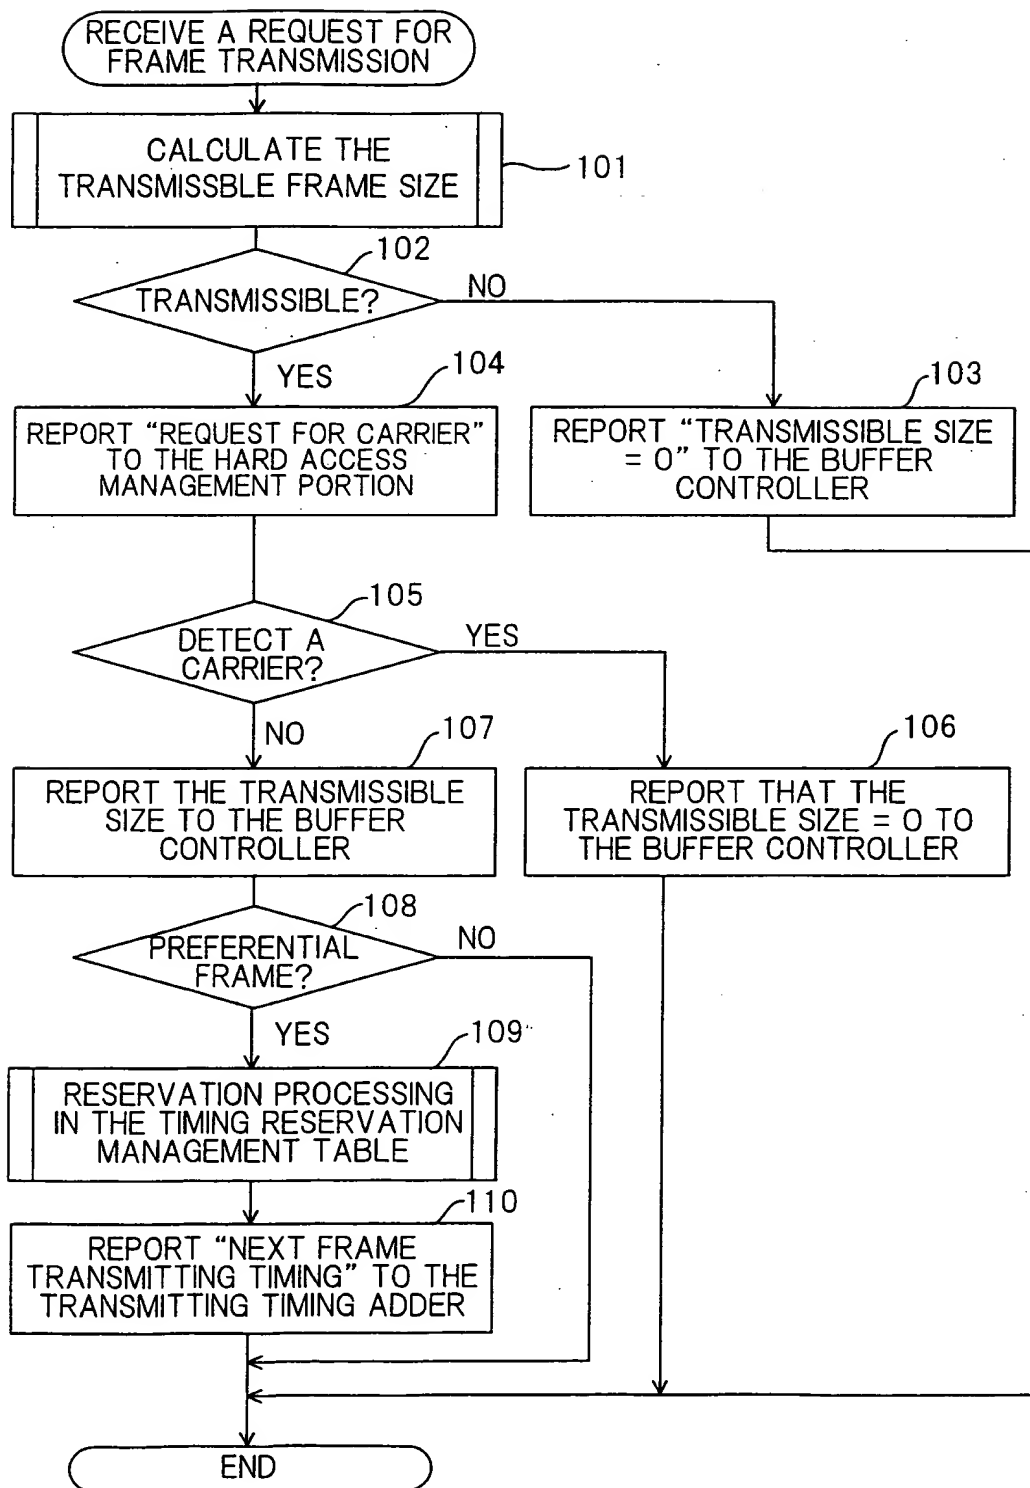 RECEIVE A REQUEST FOR
FRAME TRANSMISSION
CALCULATE THE
TRANSMISSBLE FRAME SIZE
101
102
TRANSMISSIBLE?
NO
YES
104
103
REPORT “REQUEST FOR CARRIER”
TO THE HARD ACCESS
MANAGEMENT PORTION
REPORT “TRANSMISSIBLE SIZE
= 0” TO THE BUFFER
CONTROLLER
105
DETECT A
CARRIER?
YES
NO
107
106
REPORT THE TRANSMISSIBLE
SIZE TO THE BUFFER
CONTROLLER
REPORT THAT THE
TRANSMISSIBLE SIZE = 0 TO
THE BUFFER CONTROLLER
108
PREFERENTIAL
FRAME?
NO
YES
109
RESERVATION PROCESSING
IN THE TIMING RESERVATION
MANAGEMENT TABLE
110
REPORT “NEXT FRAME
TRANSMITTING TIMING” TO THE
TRANSMITTING TIMING ADDER
END